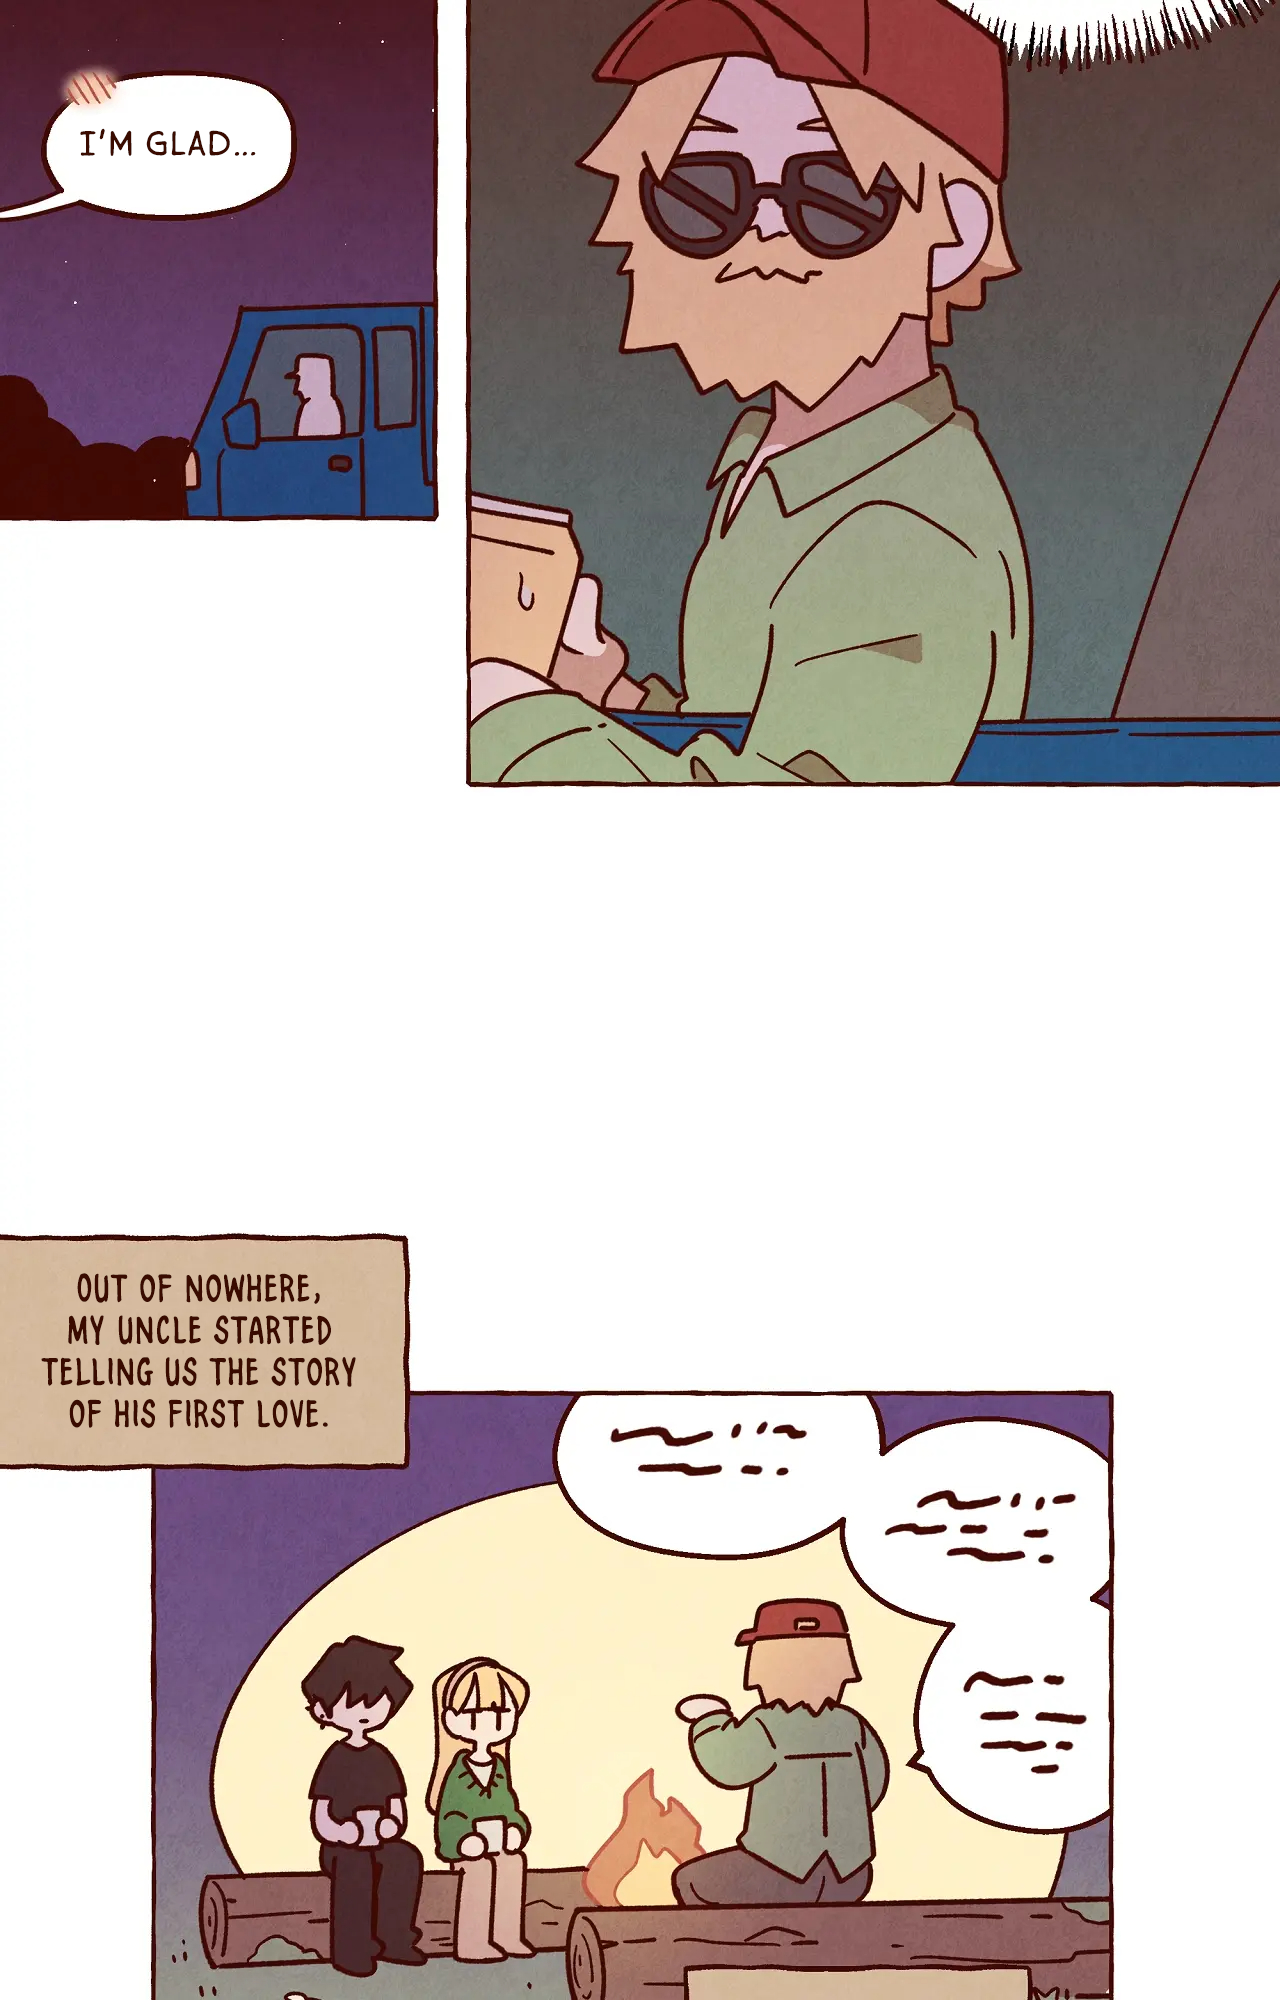 I'M GLAD...
OUT OF NOWHERE,
MY UNCLE STARTED
TELLING US THE STORY
OF HIS FIRST LOVE.